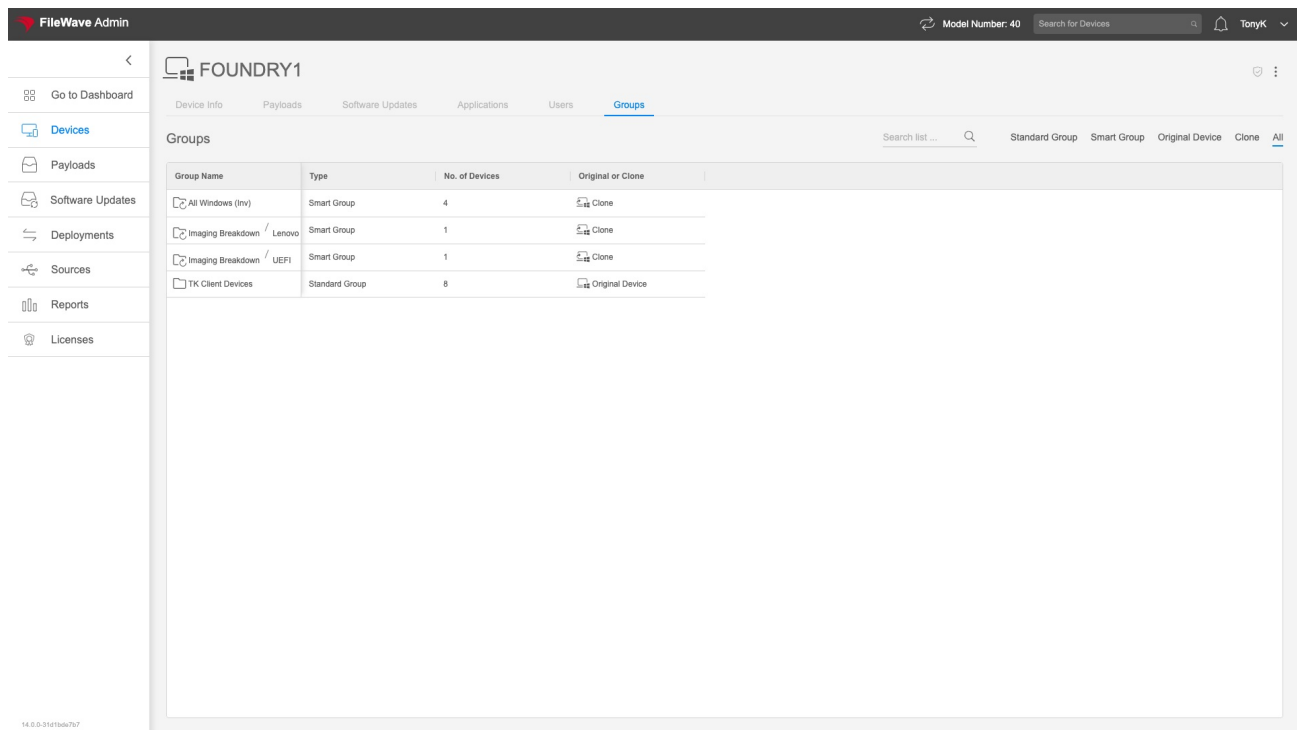 FileWave Admin
Model Number: 40
Search for Devices
TonyK
Go to Dashboard
Devices
Payloads
Software Updates
Deployments
Sources
Reports
Licenses
FOUNDRY1
Device Info Payloads Software Updates Applications Users Groups
Groups
Search list ...
Standard Group Smart Group Original Device Clone All
Group Name Type No. of Devices Original or Clone
All Windows (Inv) Smart Group 4 Clone
Imaging Breakdown / Lenovo Smart Group 1 Clone
Imaging Breakdown / UEFI Smart Group 1 Clone
TK Client Devices Standard Group 8 Original Device
14.0.0-31d1bda7b7